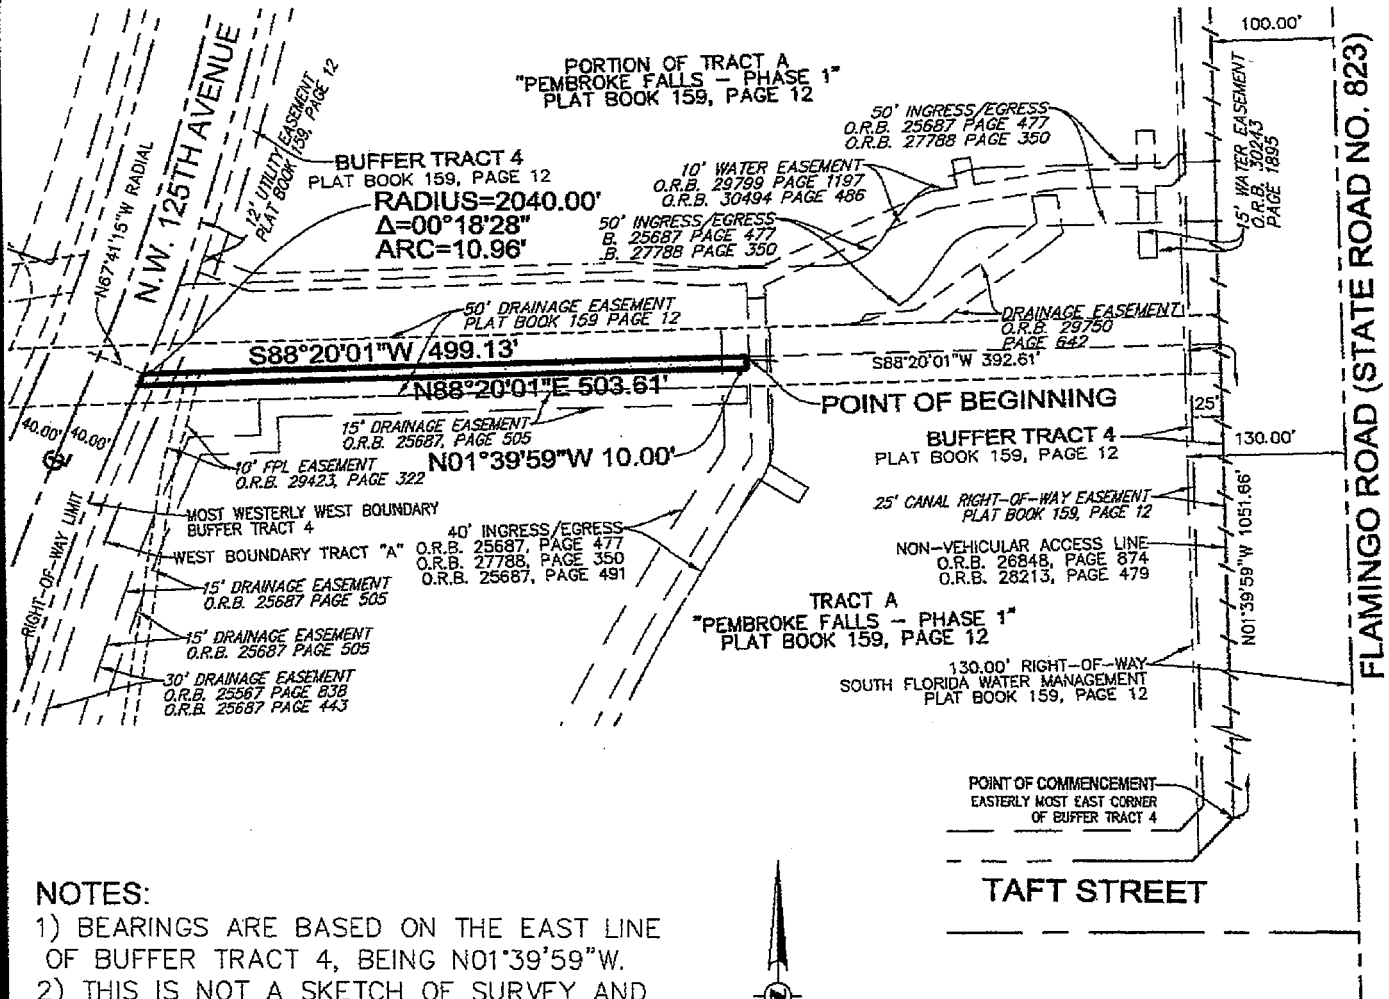 100.00'
PORTION OF TRACT A
"PEMBROKE FALLS – PHASE 1"
PLAT BOOK 159, PAGE 12
N.W. 125TH AVENUE
12' UTILITY EASEMENT
PLAT BOOK 159, PAGE 12
N67°41'15"W RADIAL
BUFFER TRACT 4
PLAT BOOK 159, PAGE 12
RADIUS=2040.00'
Δ=00°18'28"
ARC=10.96'
50' INGRESS/EGRESS
O.R.B. 25687 PAGE 477
O.R.B. 27788 PAGE 350
10' WATER EASEMENT
O.R.B. 29799 PAGE 1197
O.R.B. 30494 PAGE 486
50' INGRESS/EGRESS
B. 25687 PAGE 477
B. 27788 PAGE 350
15' WATER EASEMENT
O.R.B. 30243
PAGE 1895
FLAMINGO ROAD (STATE ROAD NO. 823)
50' DRAINAGE EASEMENT
PLAT BOOK 159 PAGE 12
DRAINAGE EASEMENT
O.R.B. 29750
PAGE 642
S88°20'01"W 499.13'
S88°20'01"W 392.61'
N88°20'01"E 503.61'
POINT OF BEGINNING
25'
40.00'
40.00'
15' DRAINAGE EASEMENT
O.R.B. 25687, PAGE 505
BUFFER TRACT 4
PLAT BOOK 159, PAGE 12
130.00'
10' FPL EASEMENT
O.R.B. 29423, PAGE 322
N01°39'59"W 10.00'
25' CANAL RIGHT-OF-WAY EASEMENT
PLAT BOOK 159, PAGE 12
N01°39'59"W 1051.66'
MOST WESTERLY WEST BOUNDARY
BUFFER TRACT 4
WEST BOUNDARY TRACT "A"
40' INGRESS/EGRESS
O.R.B. 25687, PAGE 477
O.R.B. 27788, PAGE 350
O.R.B. 25687, PAGE 491
NON-VEHICULAR ACCESS LINE
O.R.B. 26848, PAGE 874
O.R.B. 28213, PAGE 479
RIGHT-OF-WAY LIMIT
15' DRAINAGE EASEMENT
O.R.B. 25687 PAGE 505
TRACT A
"PEMBROKE FALLS – PHASE 1"
PLAT BOOK 159, PAGE 12
15' DRAINAGE EASEMENT
O.R.B. 25687 PAGE 505
30' DRAINAGE EASEMENT
O.R.B. 25567 PAGE 838
O.R.B. 25687 PAGE 443
130.00' RIGHT-OF-WAY
SOUTH FLORIDA WATER MANAGEMENT
PLAT BOOK 159, PAGE 12
POINT OF COMMENCEMENT
EASTERLY MOST EAST CORNER
OF BUFFER TRACT 4
TAFT STREET
NOTES:
1) BEARINGS ARE BASED ON THE EAST LINE
OF BUFFER TRACT 4, BEING N01°39'59"W.
2) THIS IS NOT A SKETCH OF SURVEY AND